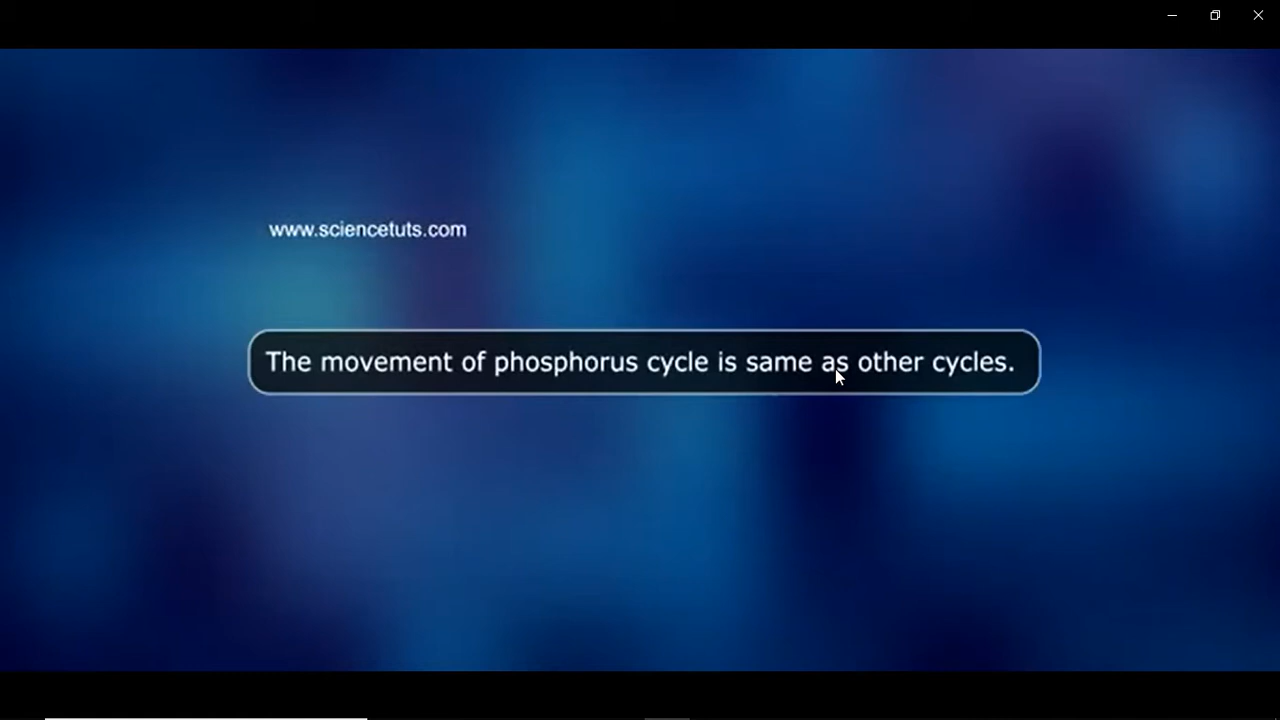 www.sciencetuts.com
The movement of phosphorus cycle is same as other cycles.